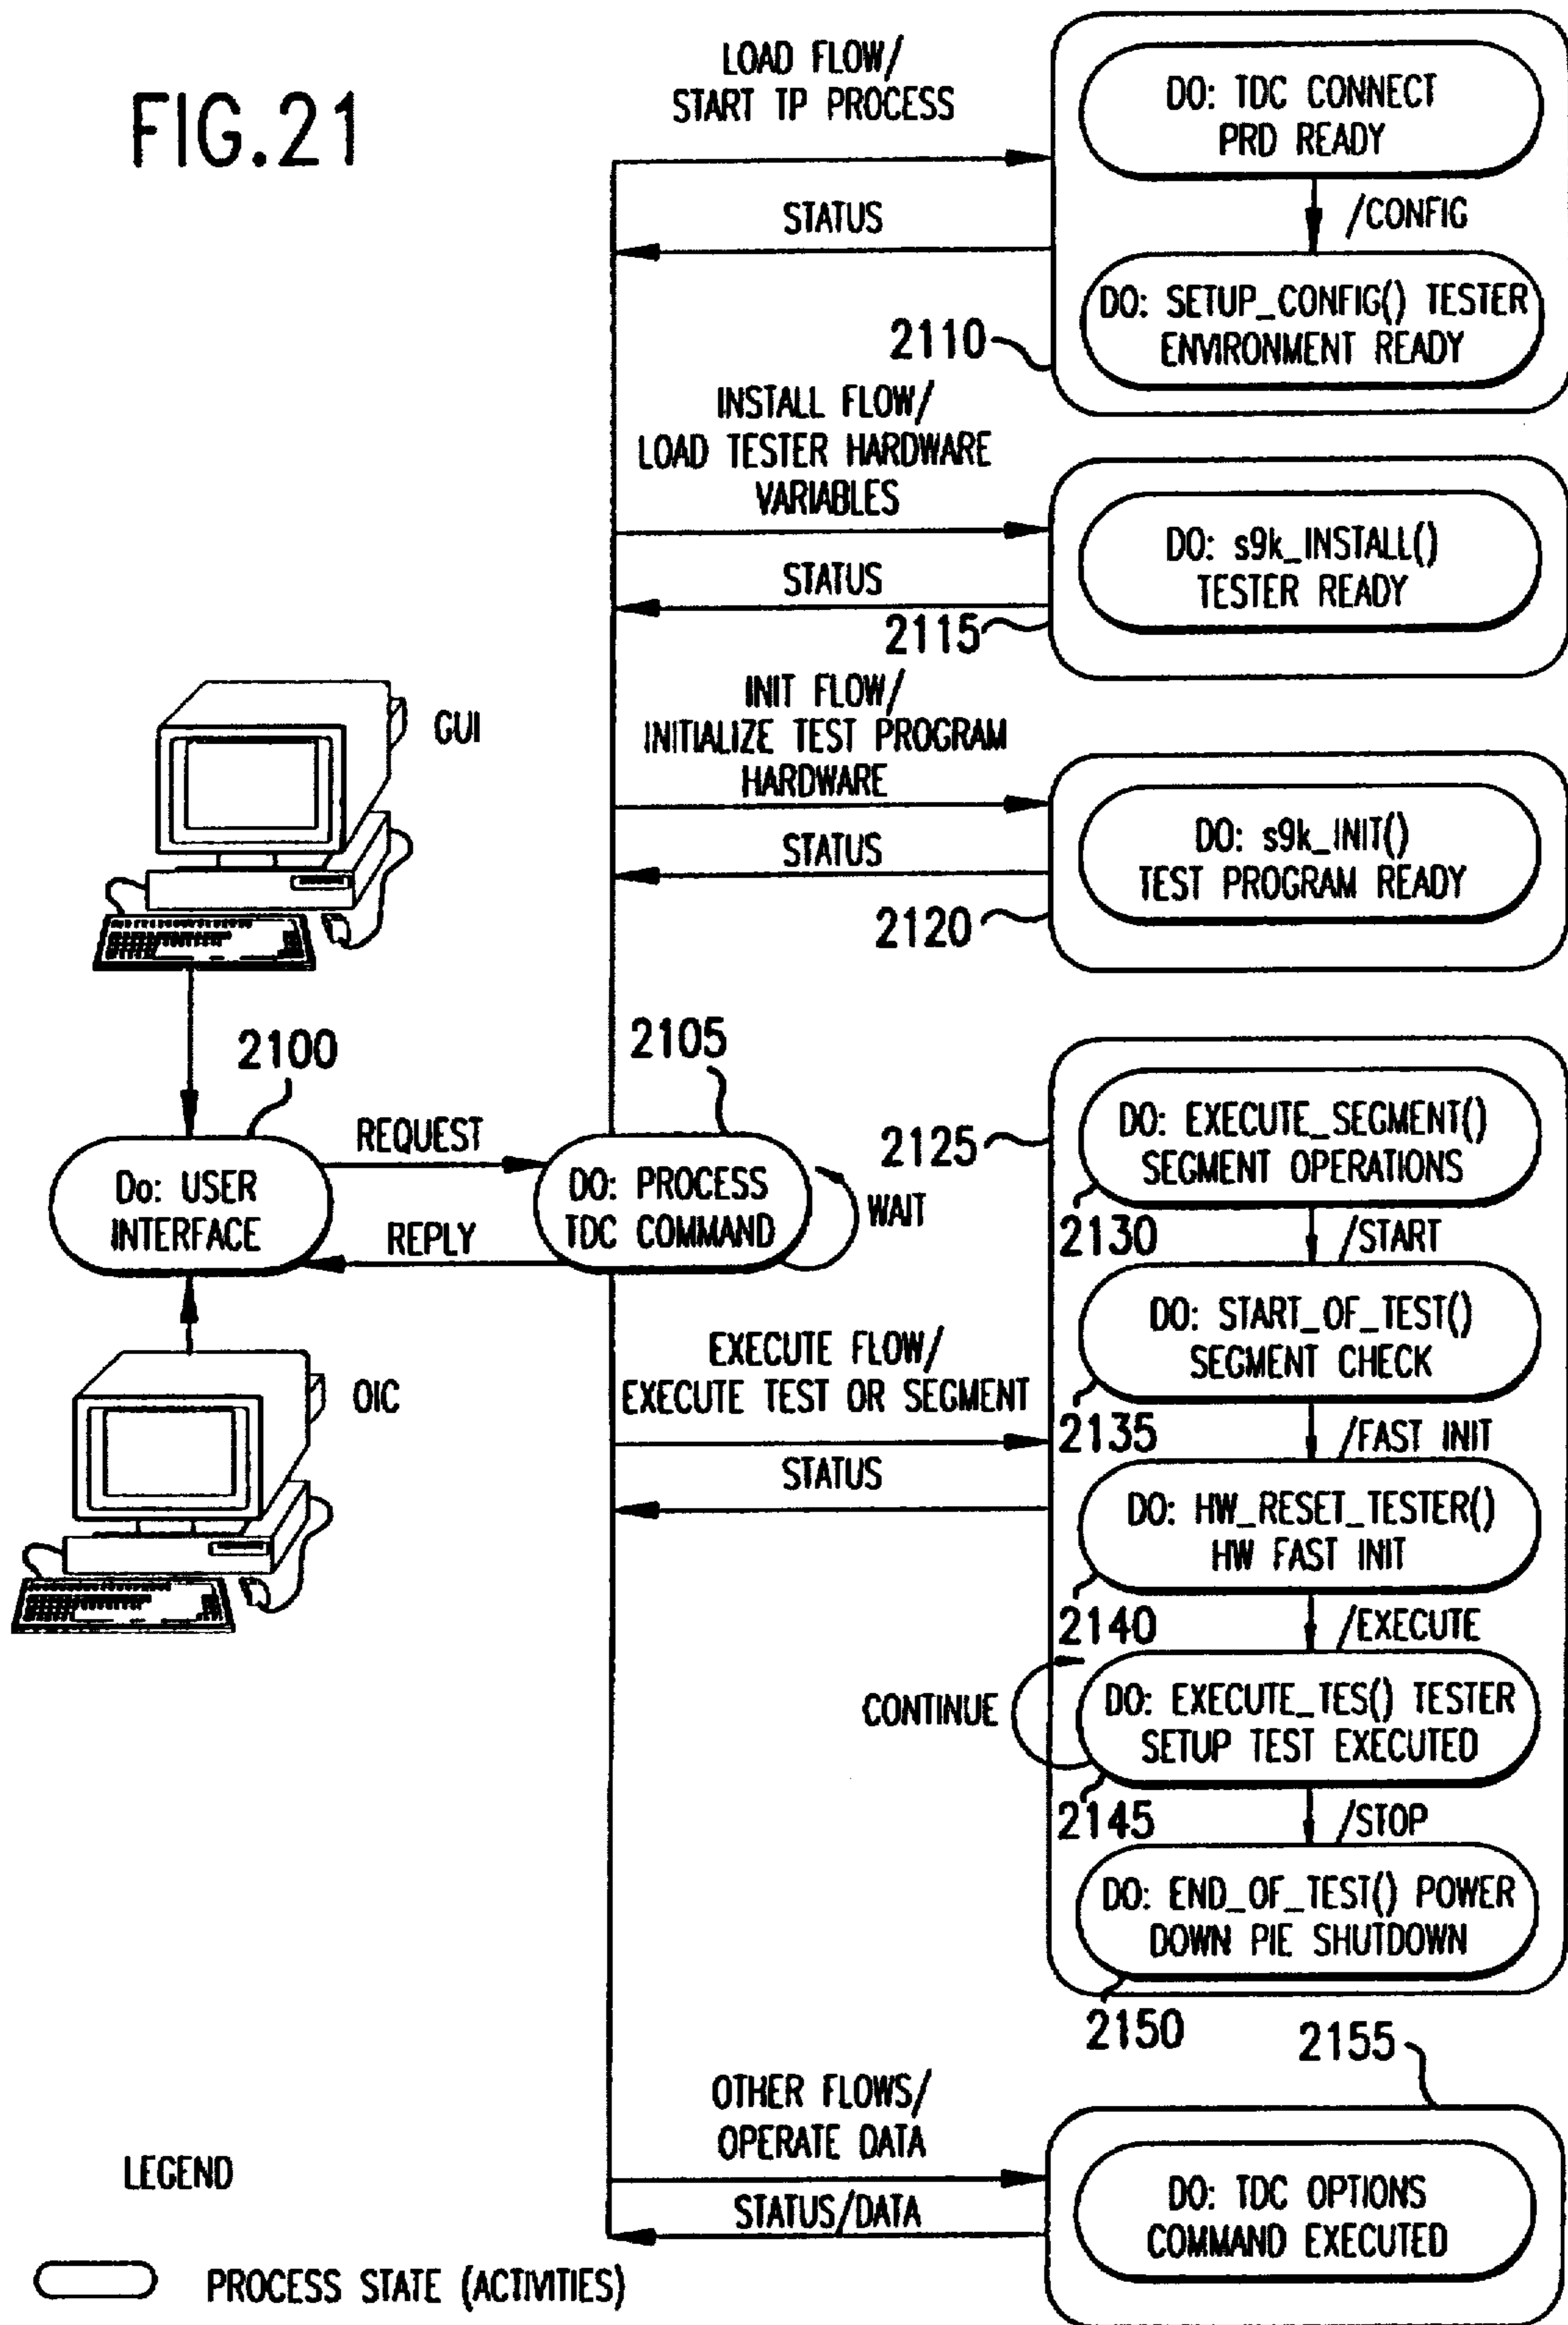 FIG.21
LOAD FLOW/
START TP PROCESS
DO: TDC CONNECT
PRD READY
STATUS
/CONFIG
DO: SETUP_CONFIG() TESTER
ENVIRONMENT READY
2110
INSTALL FLOW/
LOAD TESTER HARDWARE
VARIABLES
DO: s9k_INSTALL()
TESTER READY
STATUS
2115
INIT FLOW/
INITIALIZE TEST PROGRAM
HARDWARE
DO: s9k_INIT()
TEST PROGRAM READY
STATUS
2120
GUI
2100
2105
REQUEST
Do: USER
INTERFACE
DO: PROCESS
TDC COMMAND
WAIT
REPLY
OIC
2125
DO: EXECUTE_SEGMENT()
SEGMENT OPERATIONS
2130
/START
DO: START_OF_TEST()
SEGMENT CHECK
EXECUTE FLOW/
EXECUTE TEST OR SEGMENT
2135
/FAST INIT
STATUS
DO: HW_RESET_TESTER()
HW FAST INIT
2140
/EXECUTE
CONTINUE
DO: EXECUTE_TES() TESTER
SETUP TEST EXECUTED
2145
/STOP
DO: END_OF_TEST() POWER
DOWN PIE SHUTDOWN
2150
2155
OTHER FLOWS/
OPERATE DATA
STATUS/DATA
DO: TDC OPTIONS
COMMAND EXECUTED
LEGEND
PROCESS STATE (ACTIVITIES)